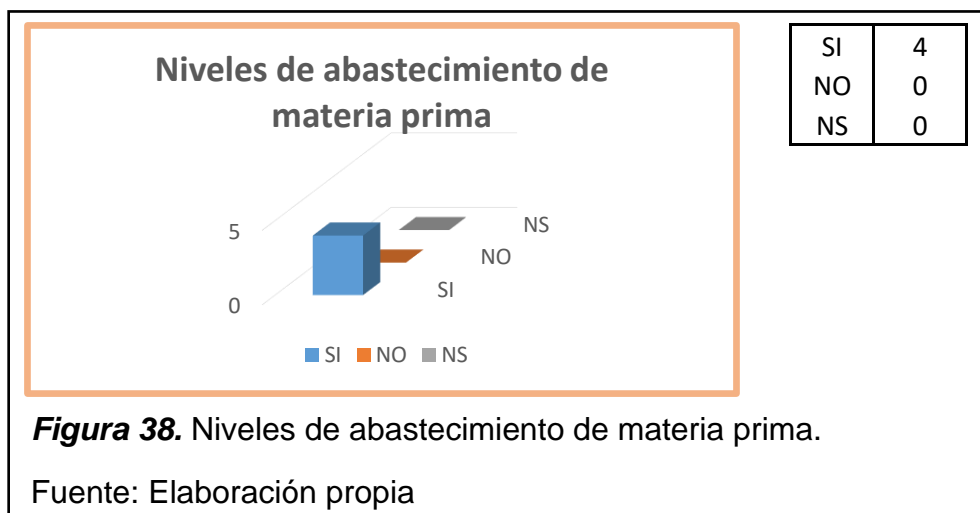 Niveles de abastecimiento de
materia prima
5
0
NS
NO
SI
SI NO NS
SI 4
NO 0
NS 0
Figura 38. Niveles de abastecimiento de materia prima.
Fuente: Elaboración propia